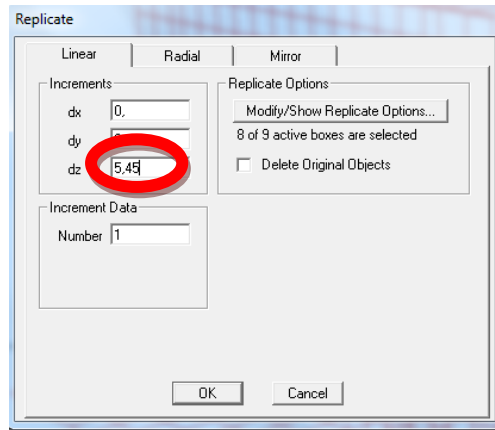 Replicate
Linear Radial Mirror
Increments
dx 0,
dy
dz 5,45
Increment Data
Number 1
Replicate Options
Modify/Show Replicate Options...
8 of 9 active boxes are selected
Delete Original Objects
OK Cancel